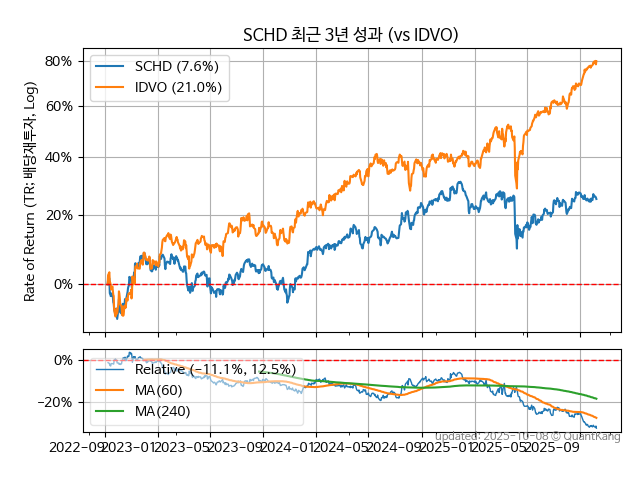 SCHD 최근 3년 성과 (vs IDVO)
Rate of Return (TR: 배당재투자, Log)
80%
60%
40%
20%
0%
SCHD (7.6%)
IDVO (21.0%)
0%
−20%
Relative (−11.1%, 12.5%)
MA(60)
MA(240)
updated: 2025-10-08 © QuantKang
2022-09 2023-01 2023-05 2023-09 2024-01 2024-05 2024-09 2025-01 2025-05 2025-09